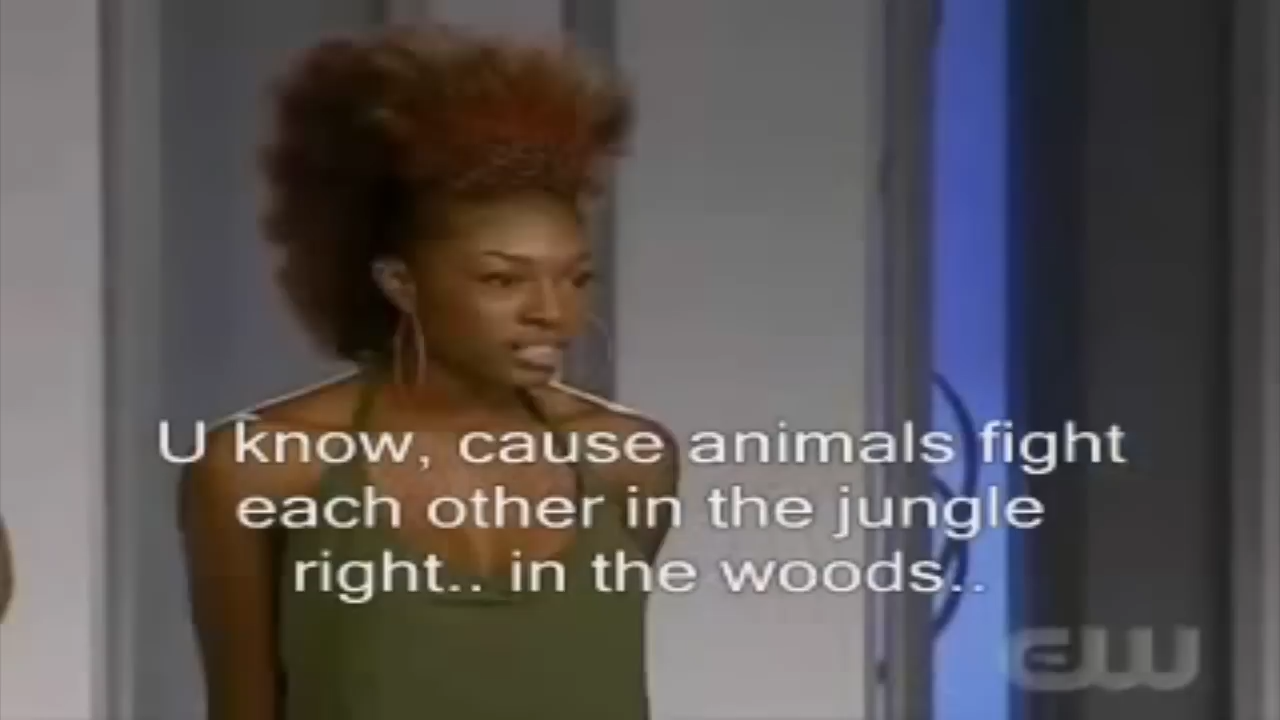 U know, cause animals fight
each other in the jungle
right.. in the woods..
CW